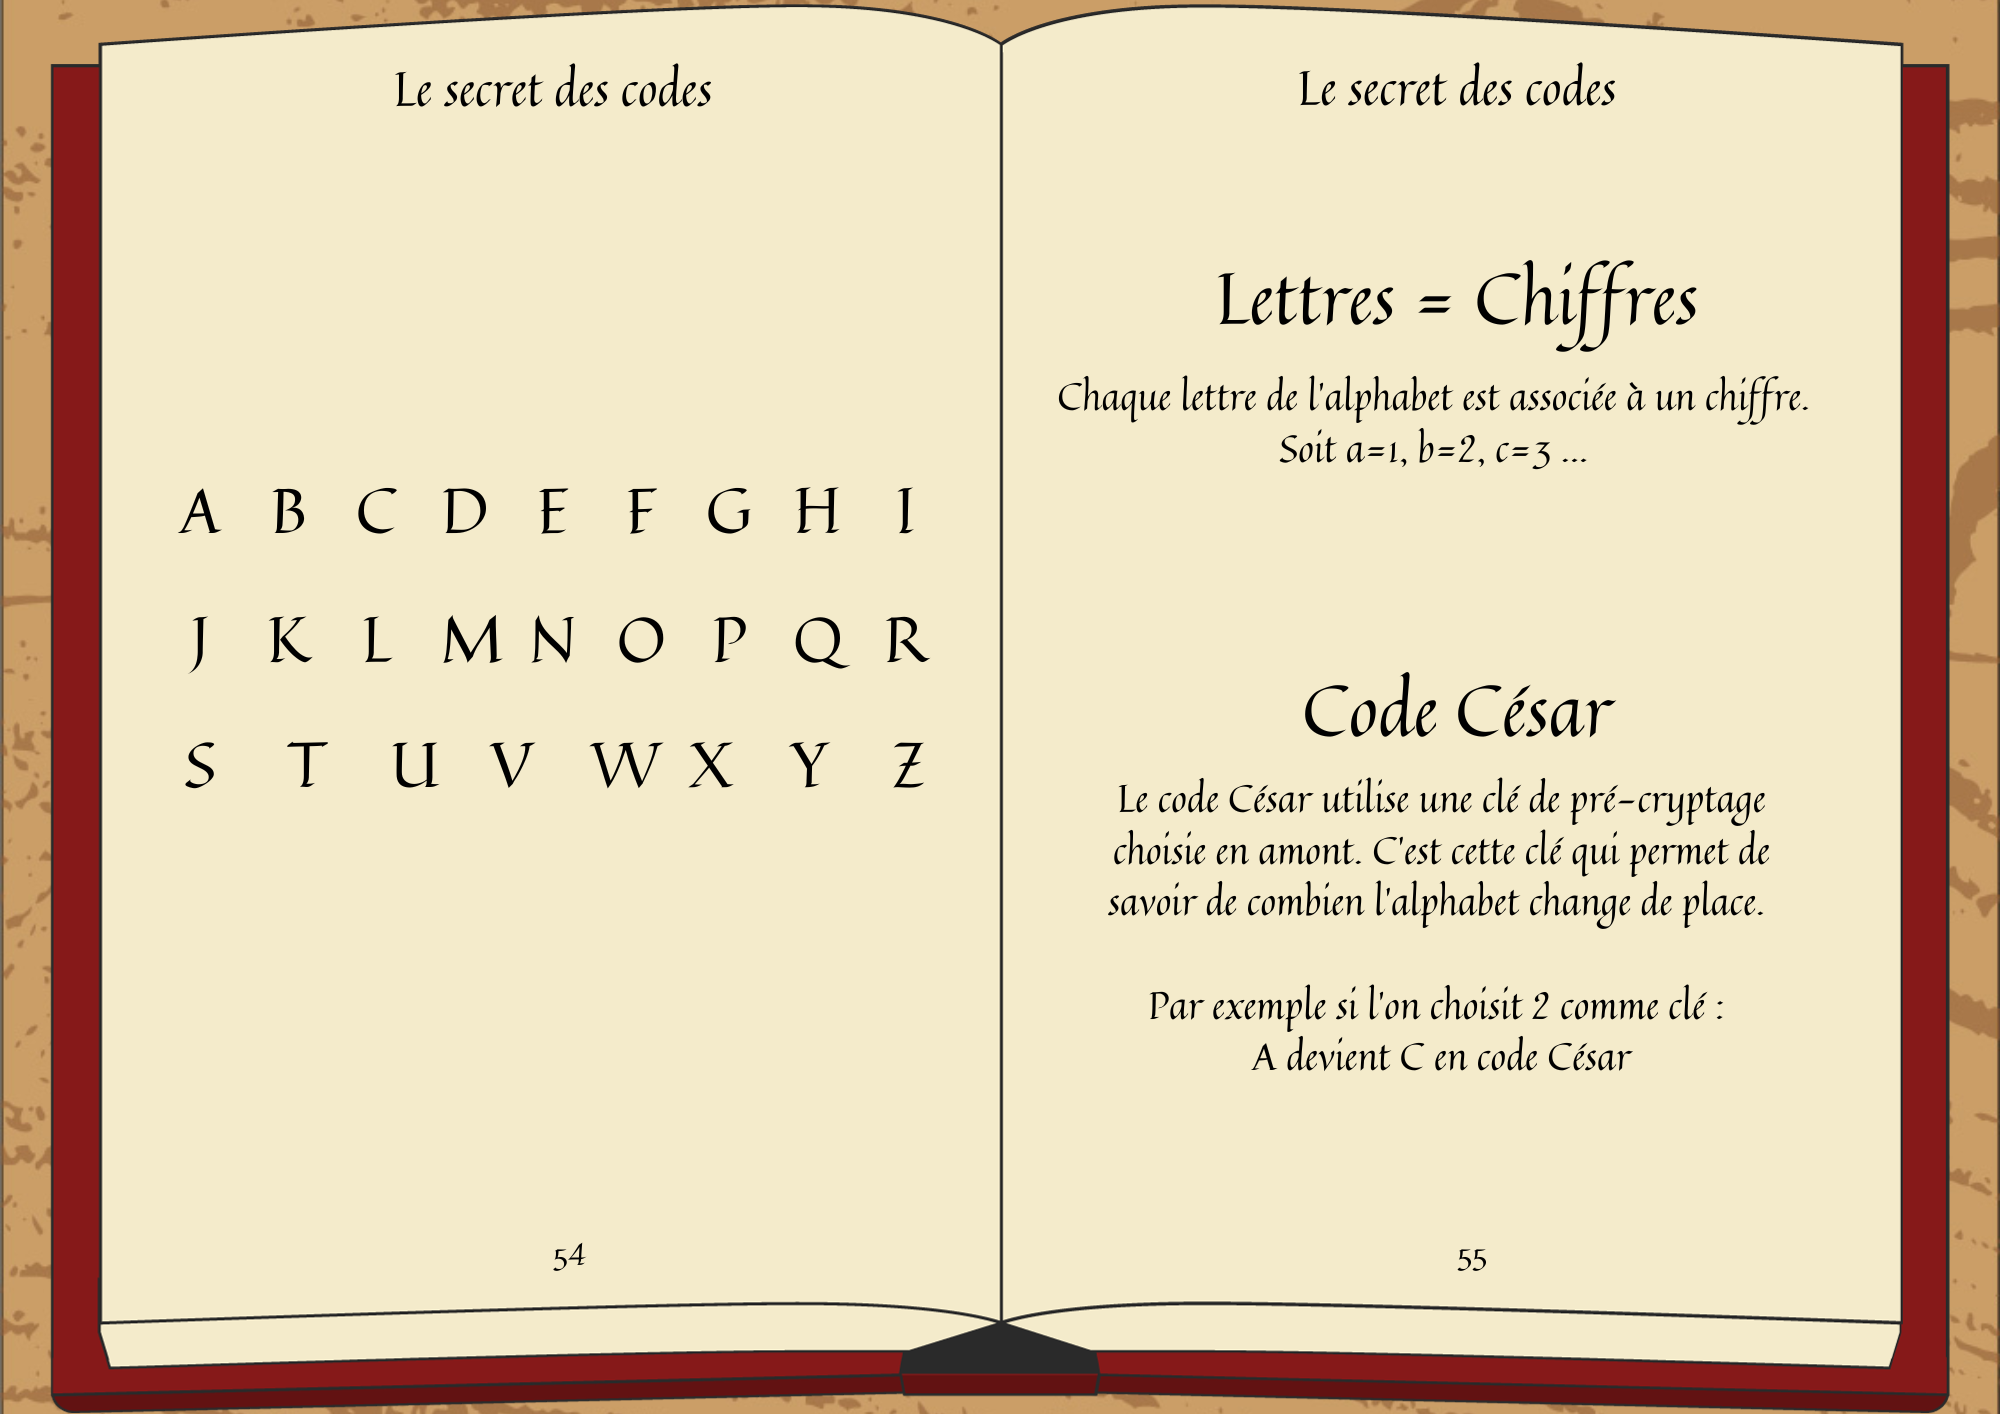 Le secret des codes
A B C D E F G H I
J K L M N O P Q R
S T U V W X Y Z
54
Le secret des codes
Lettres = Chiffres
Chaque lettre de l'alphabet est associée à un chiffre.
Soit a=1, b=2, c=3 ...
Code César
Le code César utilise une clé de pré-cryptage
choisie en amont. C'est cette clé qui permet de
savoir de combien l'alphabet change de place.
Par exemple si l'on choisit 2 comme clé :
A devient C en code César
55